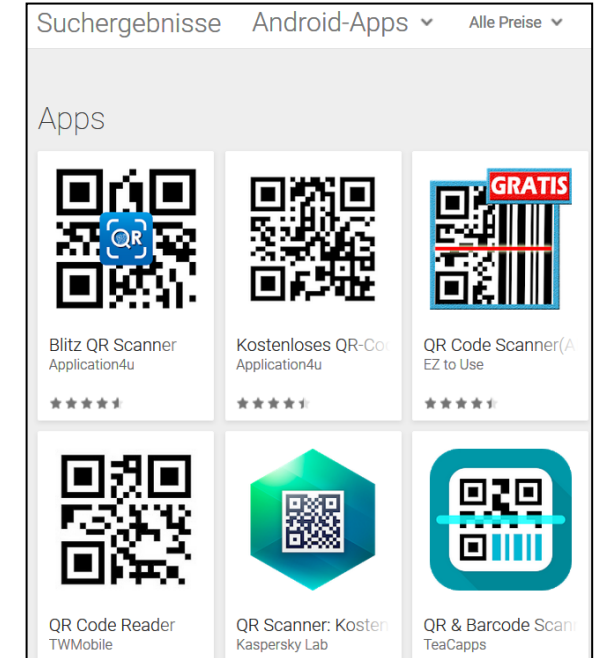 Suchergebnisse Android-Apps Alle Preise
Apps
QR
GRATIS
Blitz QR Scanner
Application4u
Kostenloses QR-Co
Application4u
QR Code Scanner(A
EZ to Use
QR Code Reader
TWMobile
QR Scanner: Kosten
Kaspersky Lab
QR & Barcode Scan
TeaCapps